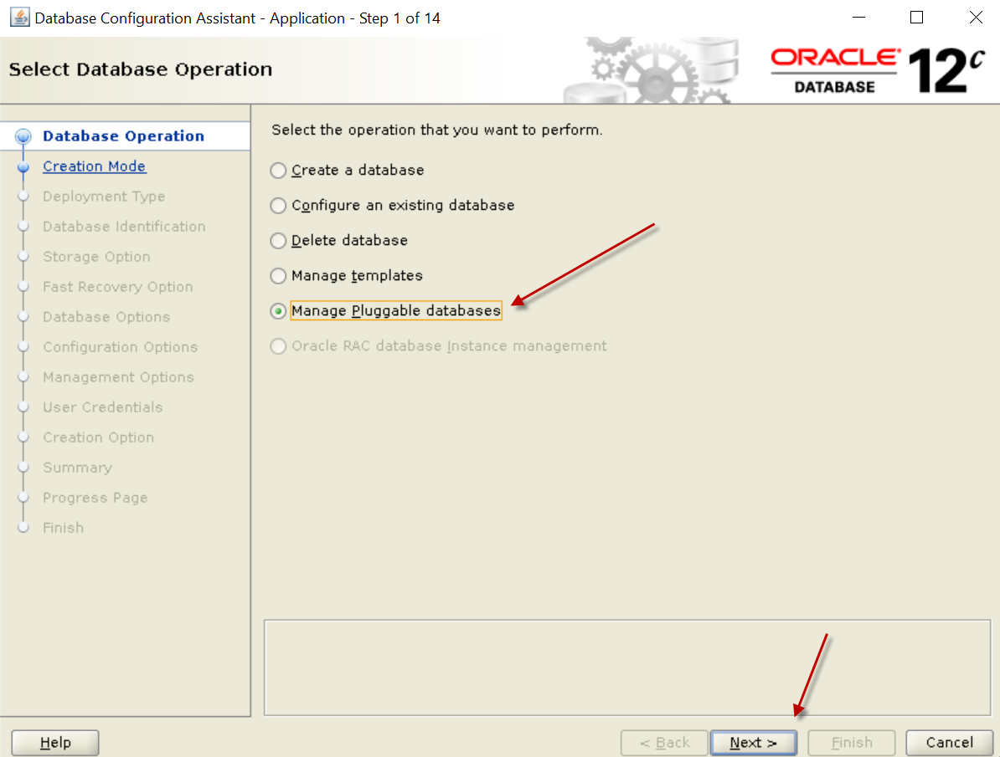 Database Configuration Assistant - Application - Step 1 of 14
Select Database Operation
ORACLE®
DATABASE
12c
Database Operation
Creation Mode
Deployment Type
Database Identification
Storage Option
Fast Recovery Option
Database Options
Configuration Options
Management Options
User Credentials
Creation Option
Summary
Progress Page
Finish
Select the operation that you want to perform.
Create a database
Configure an existing database
Delete database
Manage templates
Manage Pluggable databases
Oracle RAC database Instance management
Help
< Back
Next >
Finish
Cancel